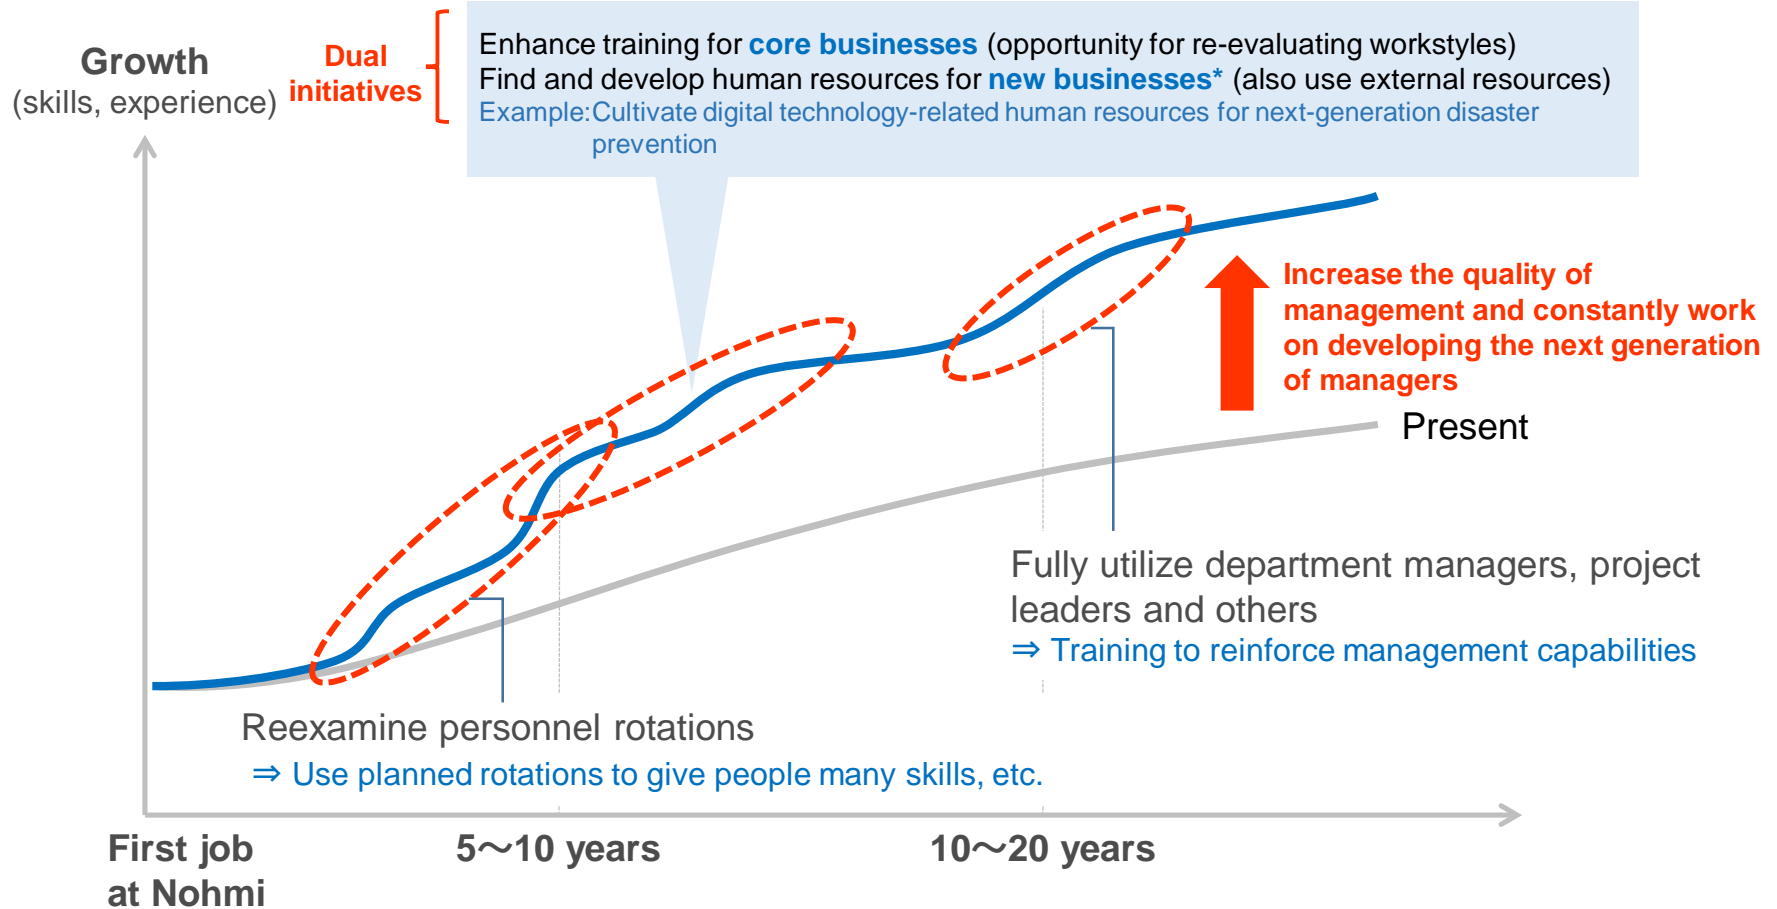 Growth
(skills, experience)
Dual
initiatives
Enhance training for core businesses (opportunity for re-evaluating workstyles)
Find and develop human resources for new businesses* (also use external resources)
Example:Cultivate digital technology-related human resources for next-generation disaster
prevention
Increase the quality of
management and constantly work
on developing the next generation
of managers
Present
Fully utilize department managers, project
leaders and others
⇒ Training to reinforce management capabilities
Reexamine personnel rotations
⇒ Use planned rotations to give people many skills, etc.
First job
at Nohmi
5〜10 years
10〜20 years